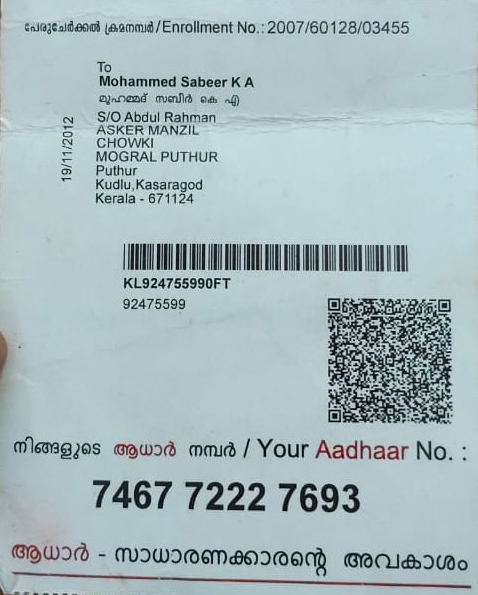 പേരുചേർക്കൽ ക്രമനമ്പർ/Enrollment No.: 2007/60128/03455
To
Mohammed Sabeer K A
മുഹമ്മദ് സബീർ കെ എ
S/O Abdul Rahman
ASKER MANZIL
CHOWKI
MOGRAL PUTHUR
Puthur
Kudlu,Kasaragod
Kerala - 671124
19/11/2012
KL924755990FT
92475599
നിങ്ങളുടെ ആധാർ നമ്പർ / Your Aadhaar No. :
7467 7222 7693
ആധാർ - സാധാരണക്കാരന്റെ അവകാശം